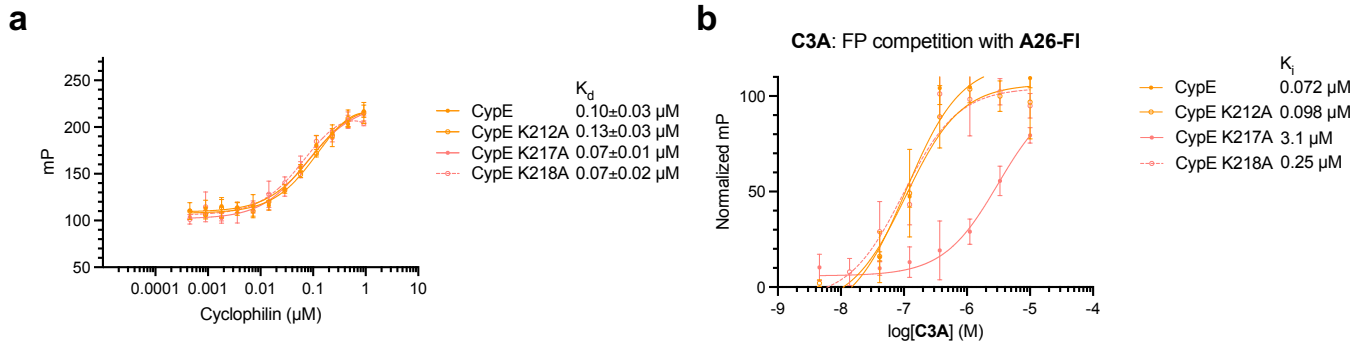 a
250
200
150
100
50
mP
0.0001 0.001 0.01 0.1 1 10
Cyclophilin (µM)
Kd
CypE 0.10±0.03 µM
CypE K212A 0.13±0.03 µM
CypE K217A 0.07±0.01 µM
CypE K218A 0.07±0.02 µM
b
C3A: FP competition with A26-Fl
100
50
0
Normalized mP
-9 -8 -7 -6 -5 -4
log[C3A] (M)
Ki
CypE 0.072 µM
CypE K212A 0.098 µM
CypE K217A 3.1 µM
CypE K218A 0.25 µM